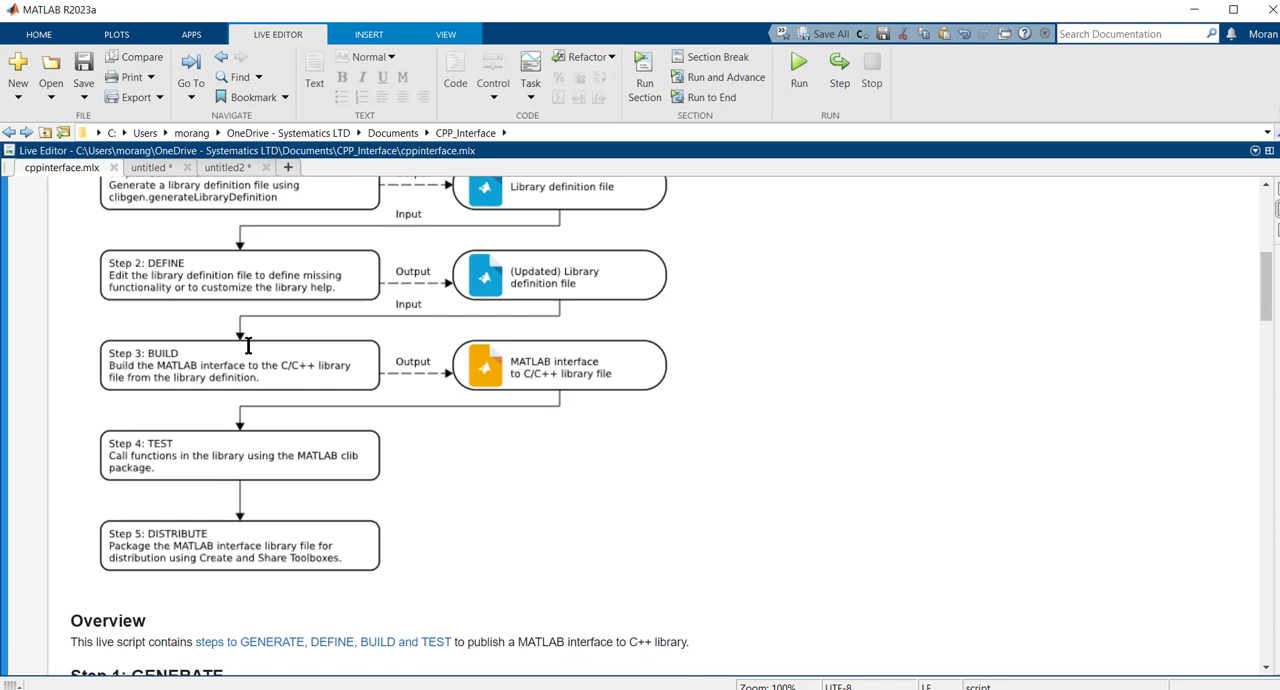 MATLAB R2023a
HOME PLOTS APPS LIVE EDITOR INSERT VIEW
Save All
Search Documentation
Moran
New Open Save
Compare
Print
Export
FILE
Go To
Find
Bookmark
NAVIGATE
Text
Normal
B I U M
TEXT
Code Control Task
Refactor
CODE
Run Section
Section Break
Run and Advance
Run to End
SECTION
Run Step Stop
RUN
C: Users morang OneDrive - Systematics LTD Documents CPP_Interface
Live Editor - C:\Users\morang\OneDrive - Systematics LTD\Documents\CPP_Interface\cppinterface.mlx
cppinterface.mlx untitled * untitled2 * +
Generate a library definition file using
clibgen.generateLibraryDefinition
Library definition file
Input
Step 2: DEFINE
Edit the library definition file to define missing
functionality or to customize the library help.
Output
(Updated) Library
definition file
Input
Step 3: BUILD
Build the MATLAB interface to the C/C++ library
file from the library definition.
Output
MATLAB interface
to C/C++ library file
Step 4: TEST
Call functions in the library using the MATLAB clib
package.
Step 5: DISTRIBUTE
Package the MATLAB interface library file for
distribution using Create and Share Toolboxes.
Overview
This live script contains steps to GENERATE, DEFINE, BUILD and TEST to publish a MATLAB interface to C++ library.
Step 1: GENERATE
Zoom: 100% UTF-8 LF script